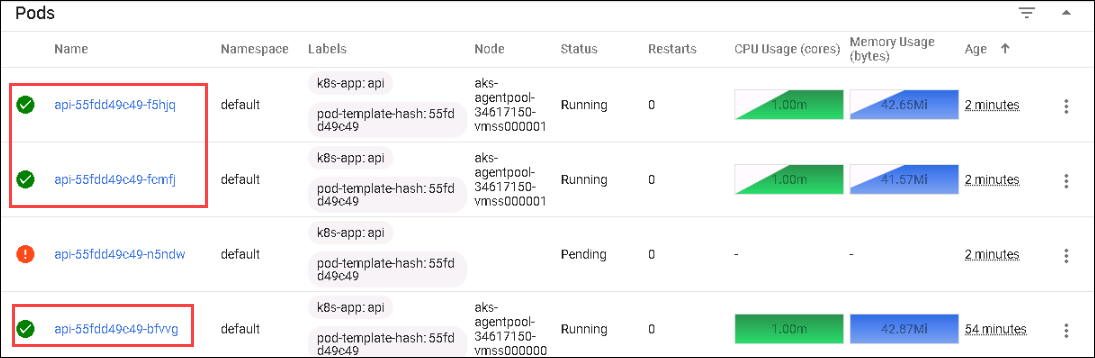 Pods
Name Namespace Labels Node Status Restarts CPU Usage (cores) Memory Usage (bytes) Age
api-55fdd49c49-f5hjq default k8s-app: api pod-template-hash: 55fdd49c49 aks-agentpool-34617150-vmss000001 Running 0 1.00m 42.65Mi 2 minutes
api-55fdd49c49-fcmfj default k8s-app: api pod-template-hash: 55fdd49c49 aks-agentpool-34617150-vmss000001 Running 0 1.00m 41.57Mi 2 minutes
api-55fdd49c49-n5ndw default k8s-app: api pod-template-hash: 55fdd49c49 Pending 0 - - 2 minutes
api-55fdd49c49-bfvvg default k8s-app: api pod-template-hash: 55fdd49c49 aks-agentpool-34617150-vmss000000 Running 0 1.00m 42.87Mi 54 minutes